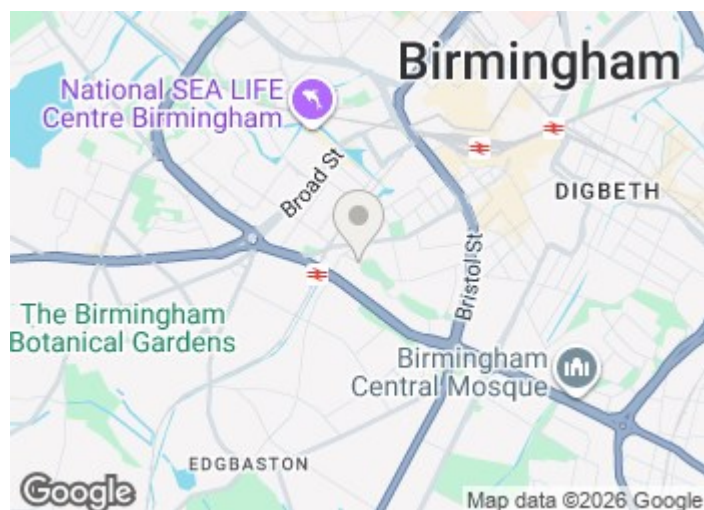 Birmingham
National SEA LIFE
Centre Birmingham
Broad St
DIGBETH
Bristol St
The Birmingham
Botanical Gardens
Birmingham
Central Mosque
EDGBASTON
Google
Map data ©2026 Google